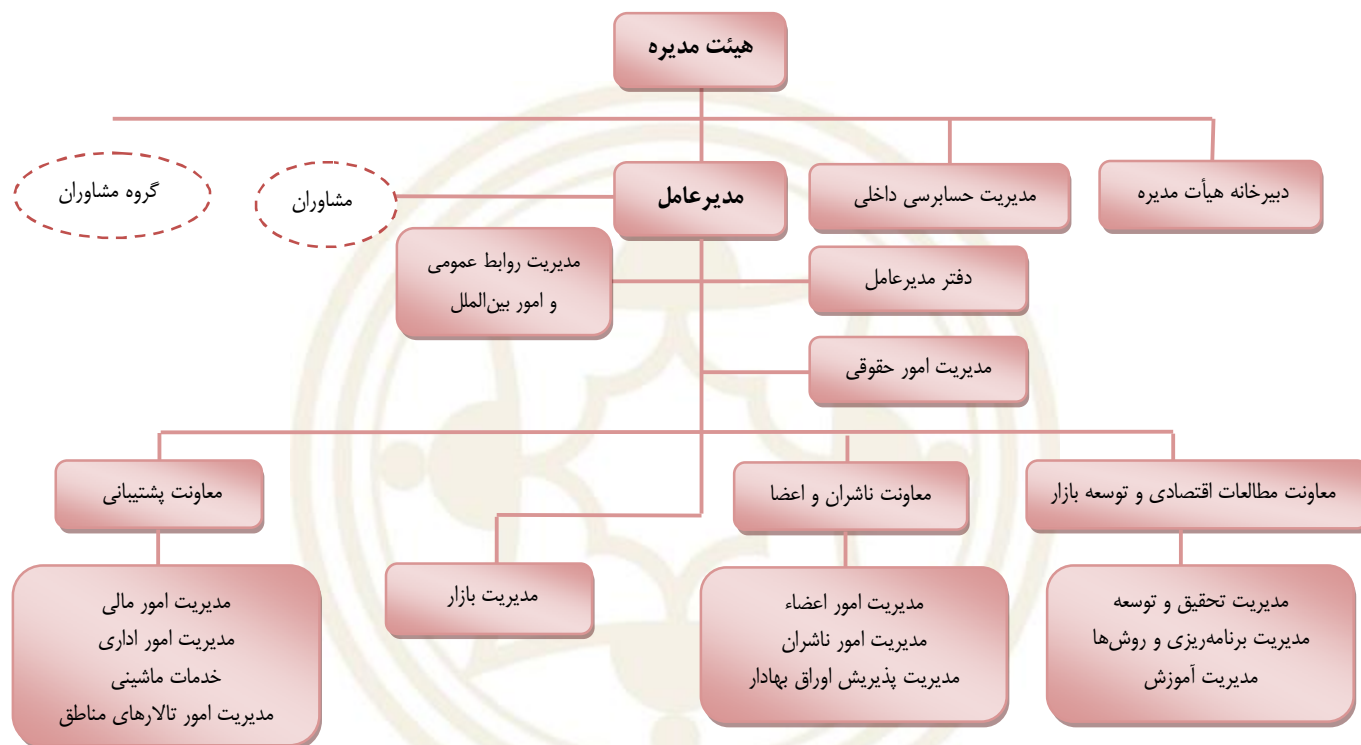 هیئت مدیره
دبیرخانه هیأت مدیره
مدیریت حسابرسی داخلی
مدیرعامل
مشاوران
گروه مشاوران
دفتر مدیرعامل
مدیریت روابط عمومی
و امور بین‌الملل
مدیریت امور حقوقی
معاونت مطالعات اقتصادی و توسعه بازار
معاونت ناشران و اعضا
معاونت پشتیبانی
مدیریت تحقیق و توسعه
مدیریت برنامه‌ریزی و روش‌ها
مدیریت آموزش
مدیریت امور اعضاء
مدیریت امور ناشران
مدیریت پذیریش اوراق بهادار
مدیریت بازار
مدیریت امور مالی
مدیریت امور اداری
خدمات ماشینی
مدیریت امور تالارهای مناطق